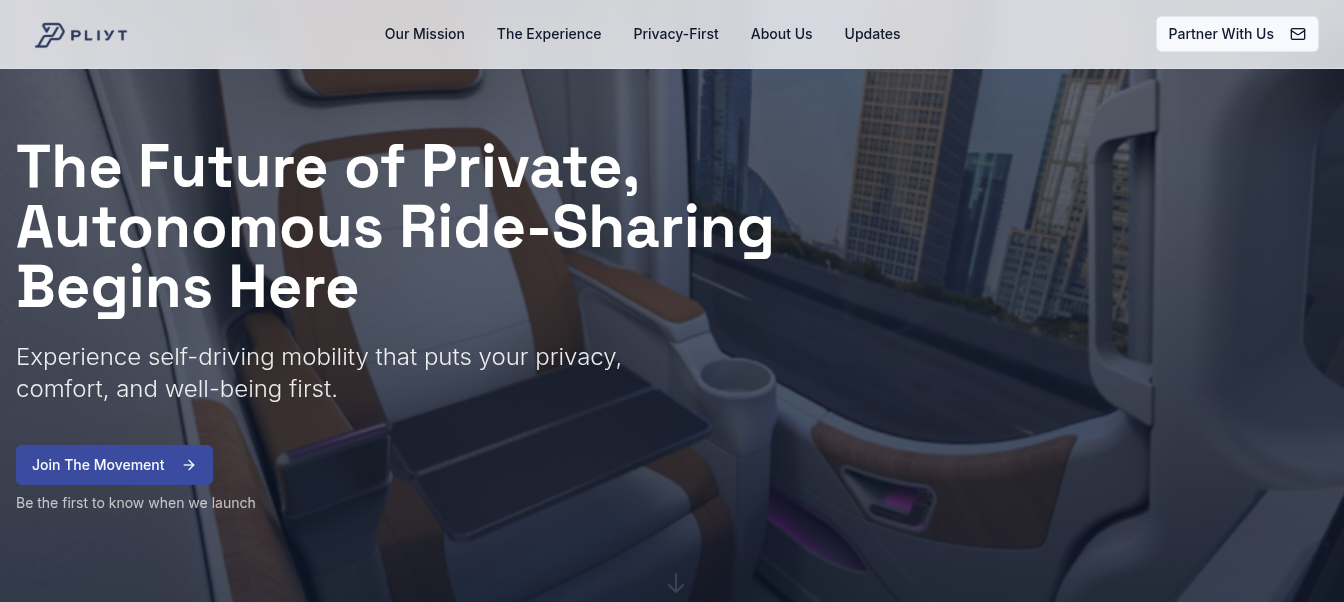 PLIYT
Our Mission
The Experience
Privacy-First
About Us
Updates
Partner With Us
The Future of Private,
Autonomous Ride-Sharing
Begins Here
Experience self-driving mobility that puts your privacy,
comfort, and well-being first.
Join The Movement
Be the first to know when we launch